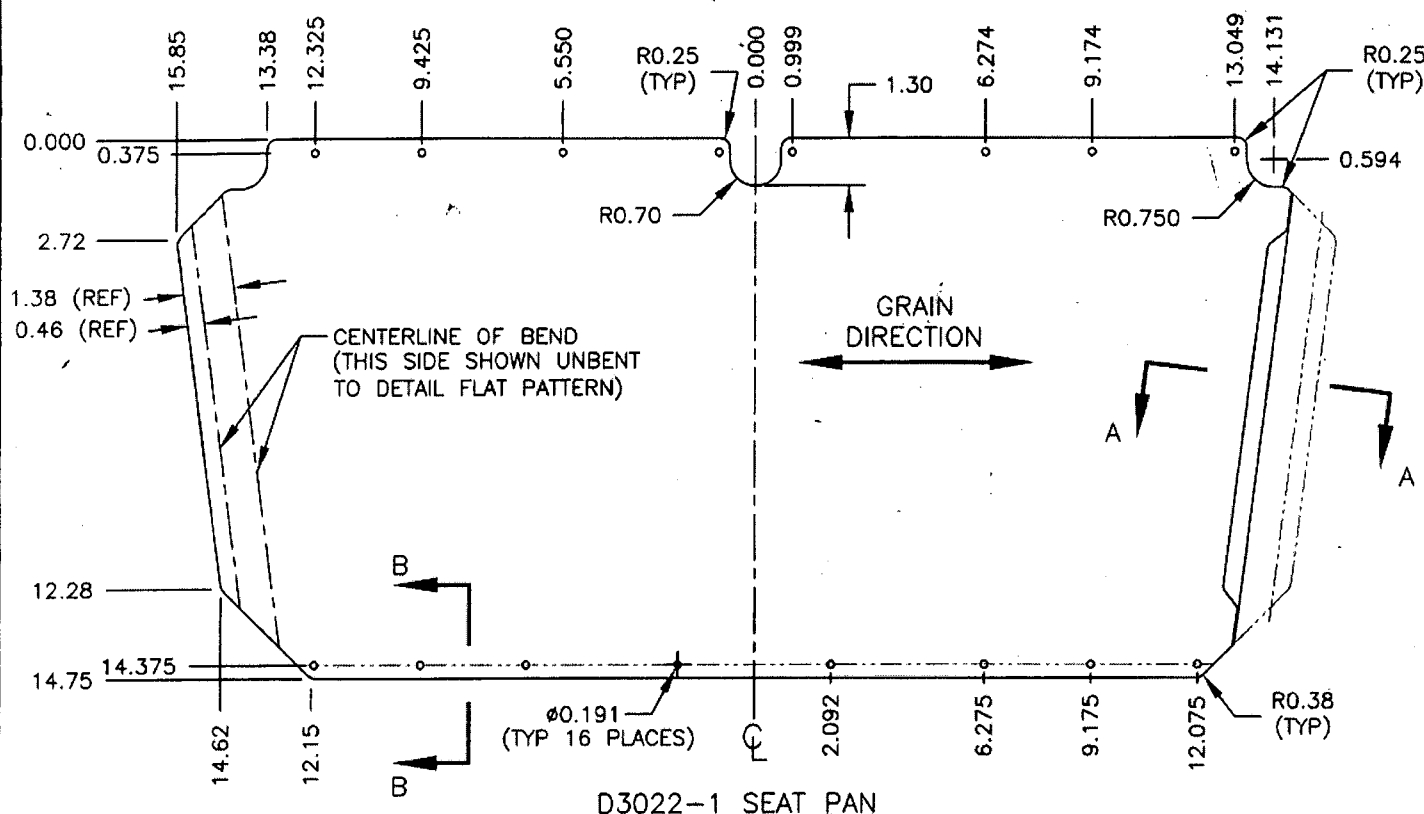 15.85
13.38
12.325
9.425
5.550
R0.25
(TYP)
0.000
0.999
1.30
6.274
9.174
13.049
14.131
R0.25
(TYP)
0.000
0.375
0.594
R0.70
R0.750
2.72
1.38 (REF)
0.46 (REF)
CENTERLINE OF BEND
(THIS SIDE SHOWN UNBENT
TO DETAIL FLAT PATTERN)
GRAIN
DIRECTION
A
A
B
12.28
14.375
14.75
14.62
12.15
B
ø0.191
(TYP 16 PLACES)
℄
2.092
6.275
9.175
12.075
R0.38
(TYP)
D3022-1 SEAT PAN